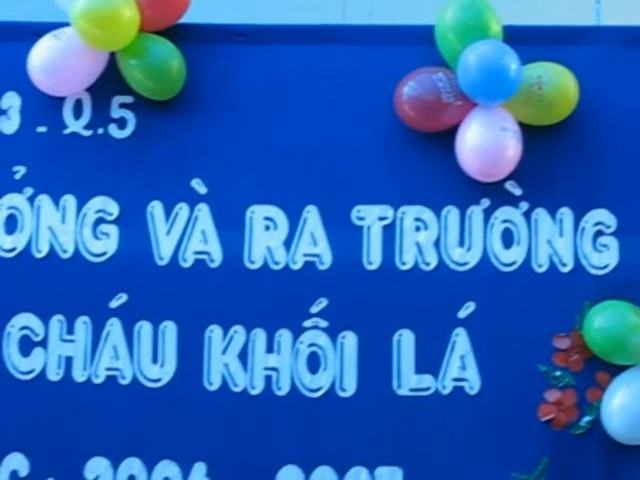 3 . Q.5
ỞNG VÀ RA TRƯỜNG
CHÁU KHỐI LÁ